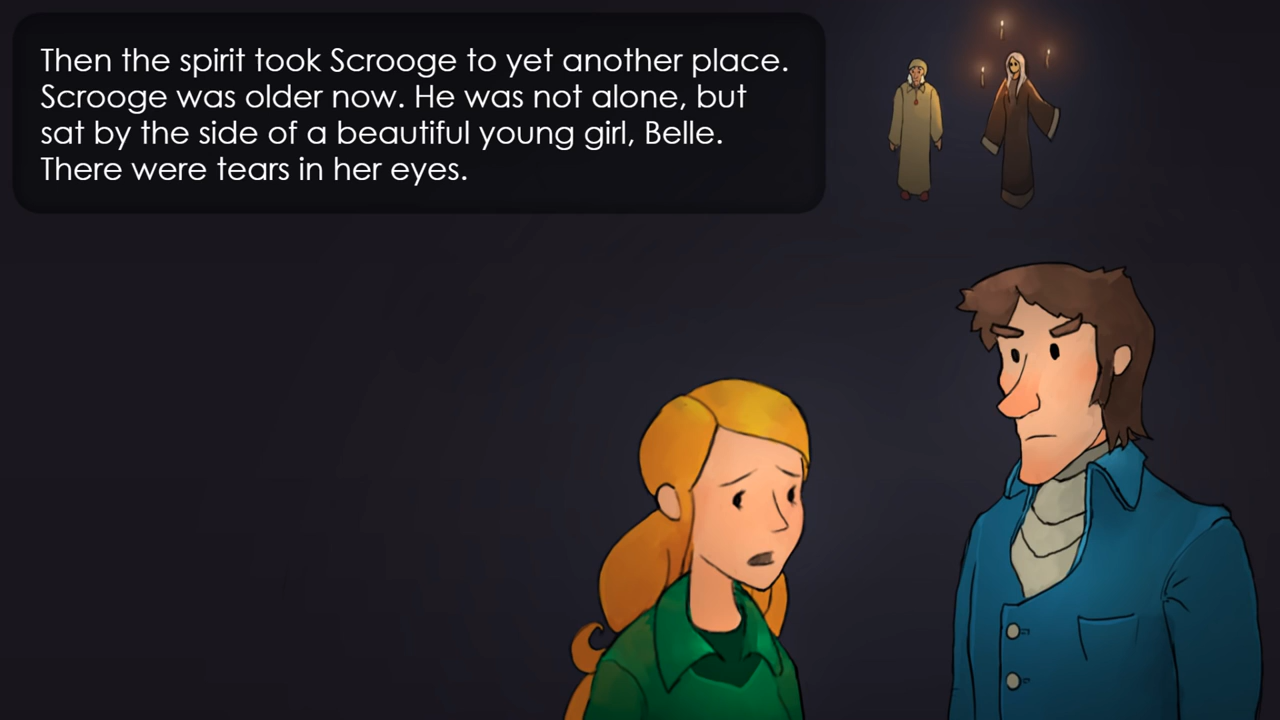 Then the spirit took Scrooge to yet another place.
Scrooge was older now. He was not alone, but
sat by the side of a beautiful young girl, Belle.
There were tears in her eyes.